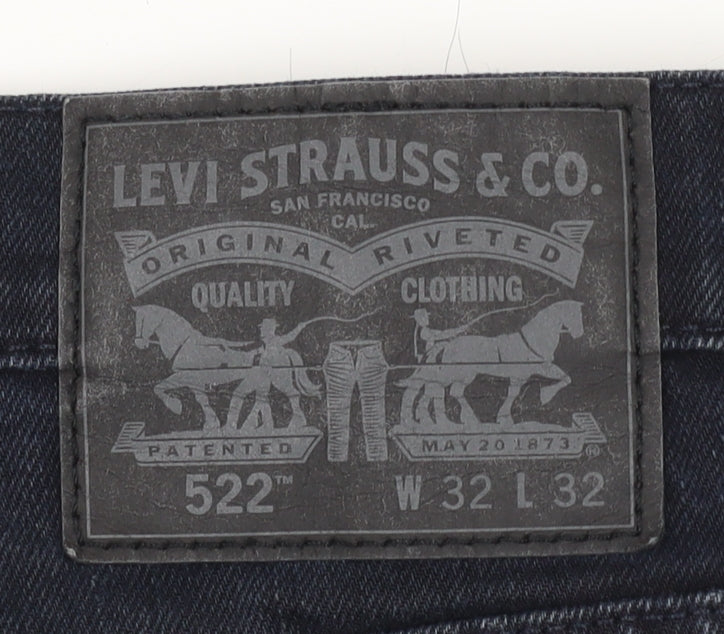 LEVI STRAUSS & CO.
SAN FRANCISCO
CAL.
ORIGINAL RIVETED
QUALITY CLOTHING
PATENTED MAY 20 1873 ®
522™ W 32 L 32